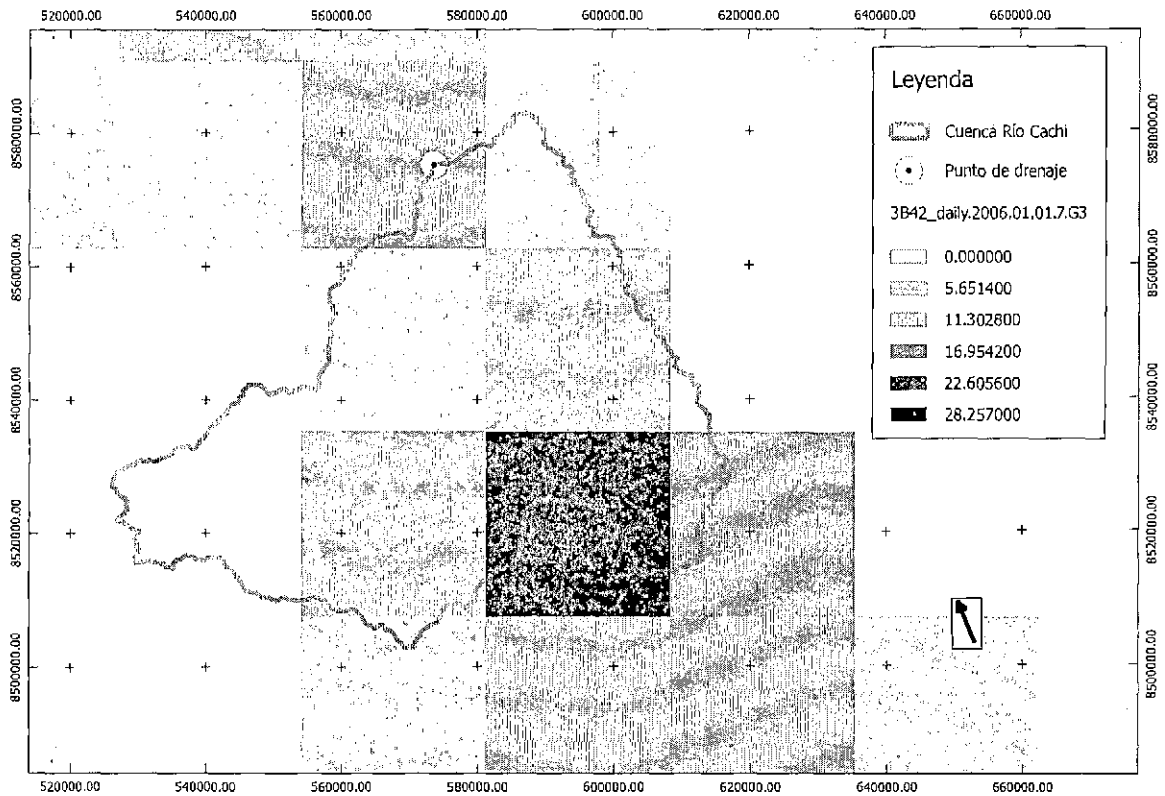 520000.00 540000.00 560000.00 580000.00 600000.00 620000.00 640000.00 660000.00
8580000.00 8580000.00
8560000.00 8560000.00
8540000.00 8540000.00
8520000.00 8520000.00
8500000.00 8500000.00
Leyenda
Cuenca Río Cachi
Punto de drenaje
3B42_daily.2006.01.01.7.G3
0.000000
5.651400
11.302800
16.954200
22.605600
28.257000
520000.00 540000.00 560000.00 580000.00 600000.00 620000.00 640000.00 660000.00